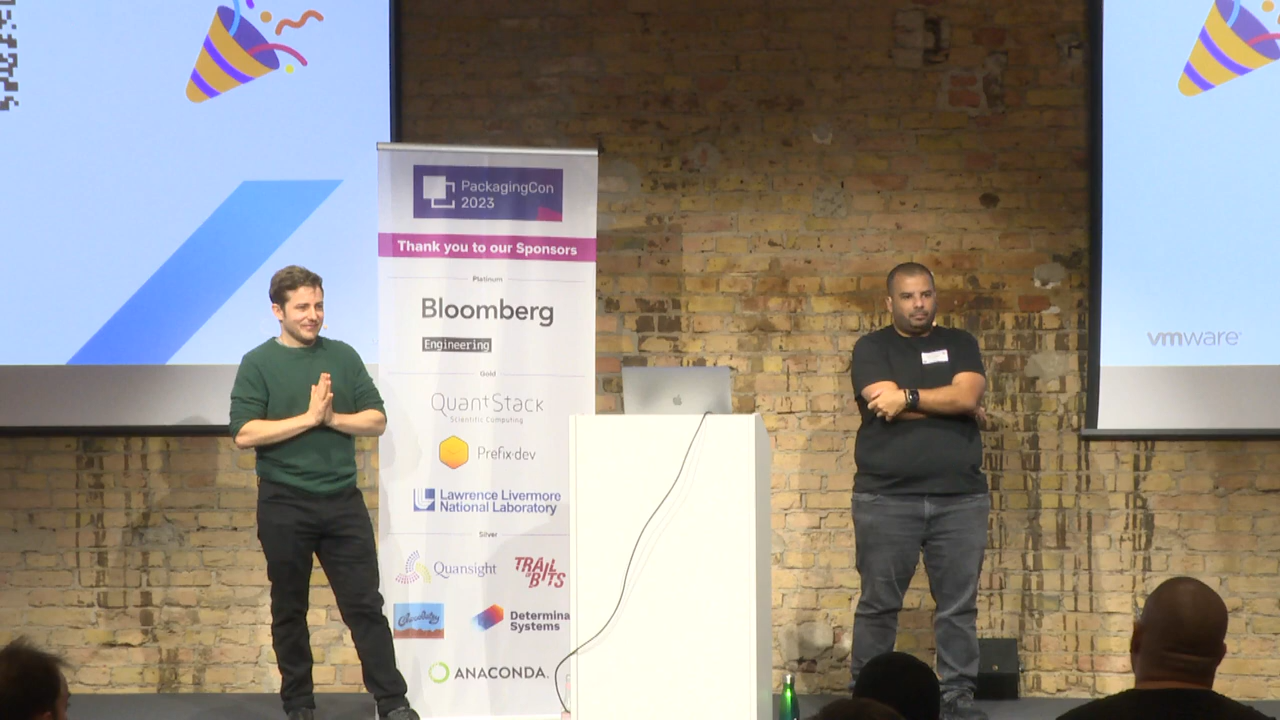 PackagingCon
2023
Thank you to our Sponsors
Platinum
Bloomberg
Engineering
Gold
QuantStack
Scientific Computing
Prefix·dev
Lawrence Livermore
National Laboratory
Silver
Quansight
TRAIL
OF
BITS
Determina
Systems
ANACONDA.
vmware